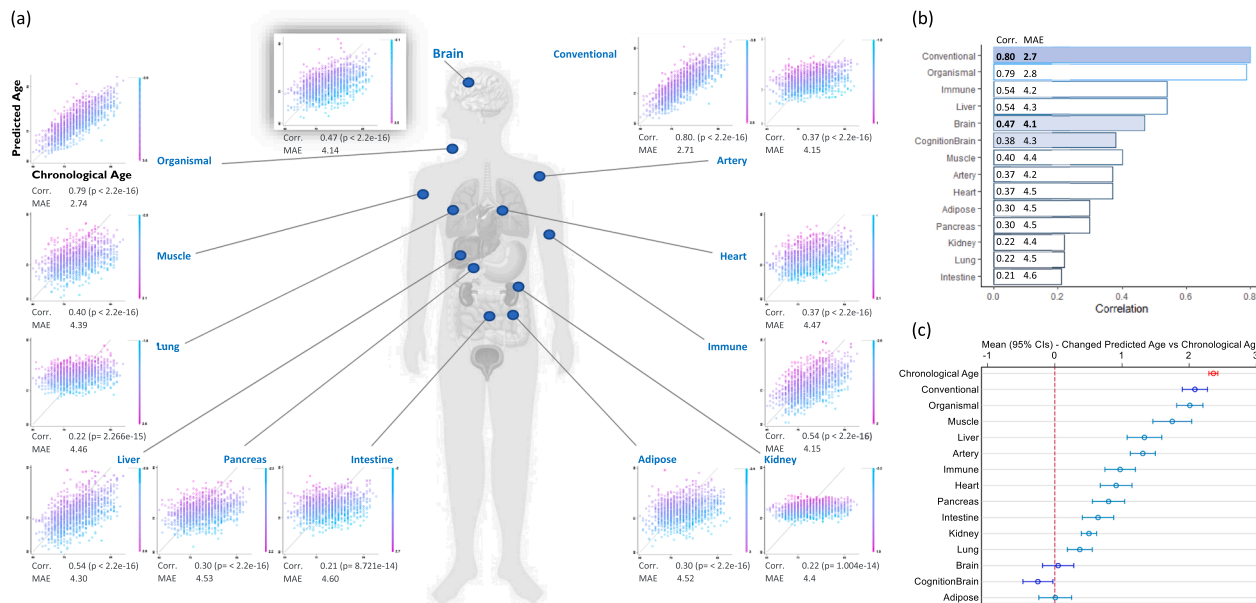 (a)
Brain
Conventional
Predicted Age
Chronological Age
Corr. 0.79 (p < 2.2e-16)
MAE 2.74
Organismal
Corr. 0.47 (p < 2.2e-16)
MAE 4.14
Corr. 0.80. (p < 2.2e-16)
MAE 2.71
0.37 (p < 2.2e-16)
4.15
Artery
Muscle
Corr. 0.40 (p < 2.2e-16)
MAE 4.39
Heart
Corr. 0.37 (p < 2.2e-16)
MAE 4.47
Lung
Corr. 0.22 (p= 2.266e-15)
MAE 4.46
Immune
Corr. 0.54 (p < 2.2e-16)
MAE 4.15
Liver
Corr. 0.54 (p < 2.2e-16)
MAE 4.30
Pancreas
Corr. 0.30 (p= < 2.2e-16)
MAE 4.53
Intestine
Corr. 0.21 (p= 8.721e-14)
MAE 4.60
Adipose
Corr. 0.30 (p < 2.2e-16)
MAE 4.52
Kidney
Corr. 0.22 (p= 1.004e-14)
MAE 4.4
(b)
Corr. MAE
Conventional 0.80 2.7
Organismal 0.79 2.8
Immune 0.54 4.2
Liver 0.54 4.3
Brain 0.47 4.1
CognitionBrain 0.38 4.3
Muscle 0.40 4.4
Artery 0.37 4.2
Heart 0.37 4.5
Adipose 0.30 4.5
Pancreas 0.30 4.5
Kidney 0.22 4.4
Lung 0.22 4.5
Intestine 0.21 4.6
0.0 0.2 0.4 0.6 0.8
Correlation
(c)
Mean (95% CIs) - Changed Predicted Age vs Chronological Ag
-1 0 1 2 3
Chronological Age
Conventional
Organismal
Muscle
Liver
Artery
Immune
Heart
Pancreas
Intestine
Kidney
Lung
Brain
CognitionBrain
Adipose